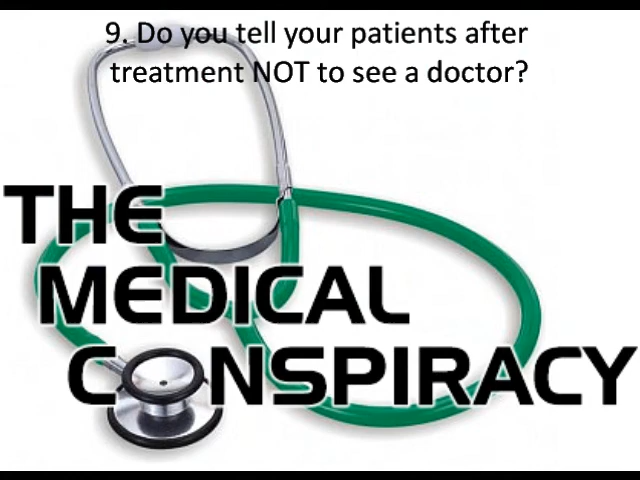 9. Do you tell your patients after
treatment NOT to see a doctor?
THE
MEDICAL
CONSPIRACY